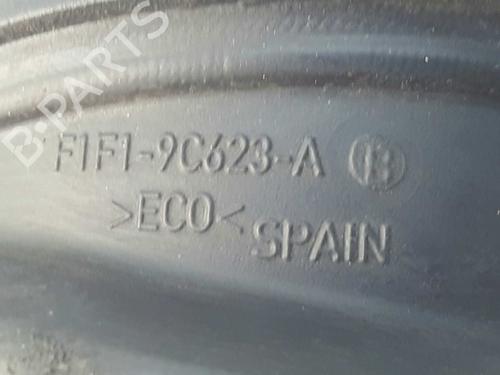 B-PARTS
F1F1-9C623-A
>ECO<
SPAIN